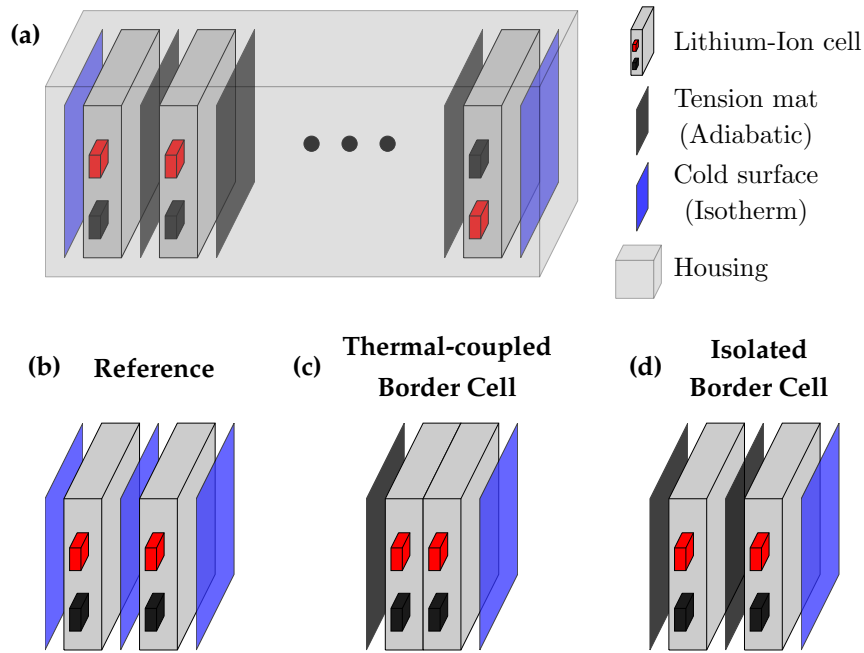 (a)
Lithium-Ion cell
Tension mat
(Adiabatic)
Cold surface
(Isotherm)
Housing
(b) Reference
(c) Thermal-coupled
Border Cell
(d) Isolated
Border Cell